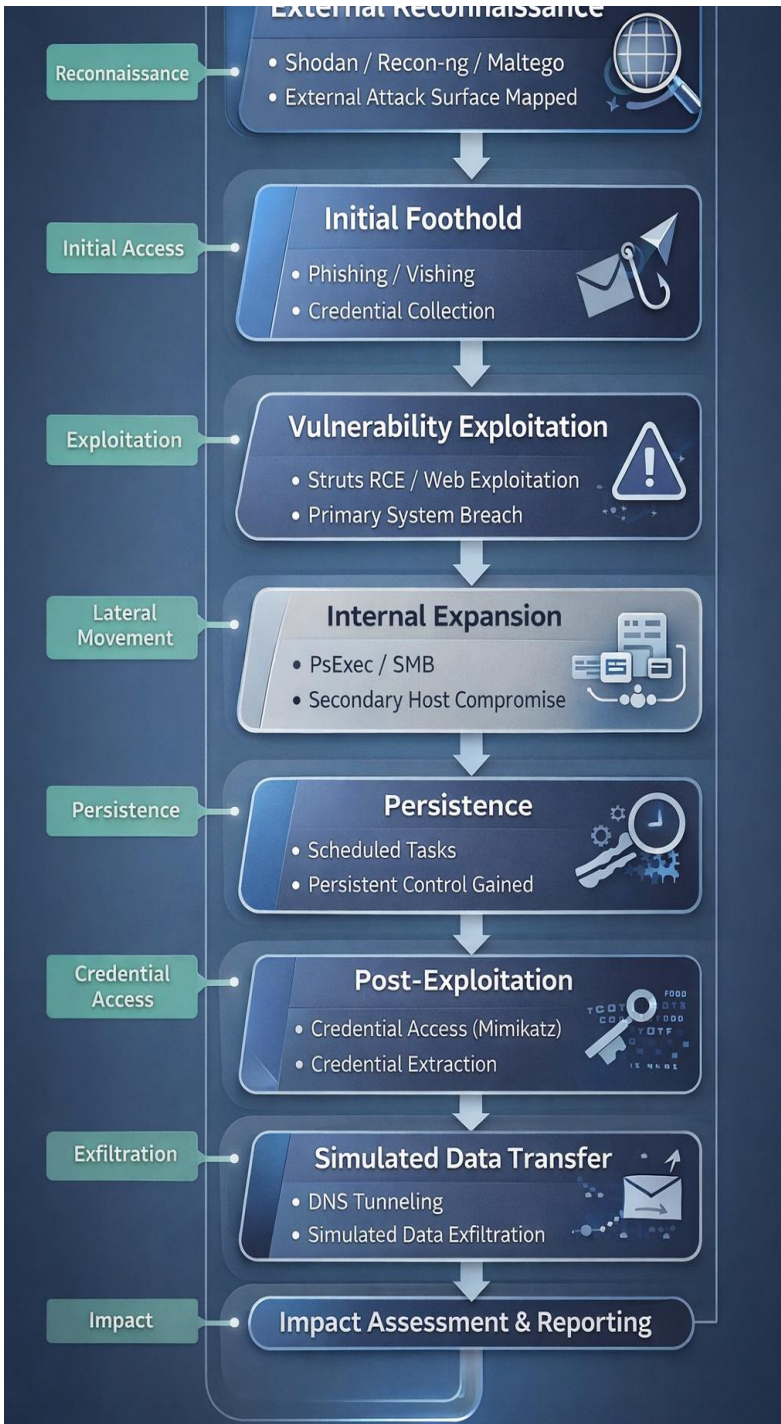 External Reconnaissance
Reconnaissance
• Shodan / Recon-ng / Maltego
• External Attack Surface Mapped
Initial Access
Initial Foothold
• Phishing / Vishing
• Credential Collection
Exploitation
Vulnerability Exploitation
• Struts RCE / Web Exploitation
• Primary System Breach
Lateral
Movement
Internal Expansion
• PsExec / SMB
• Secondary Host Compromise
Persistence
Persistence
• Scheduled Tasks
• Persistent Control Gained
Credential
Access
Post-Exploitation
• Credential Access (Mimikatz)
• Credential Extraction
Exfiltration
Simulated Data Transfer
• DNS Tunneling
• Simulated Data Exfiltration
Impact
Impact Assessment & Reporting